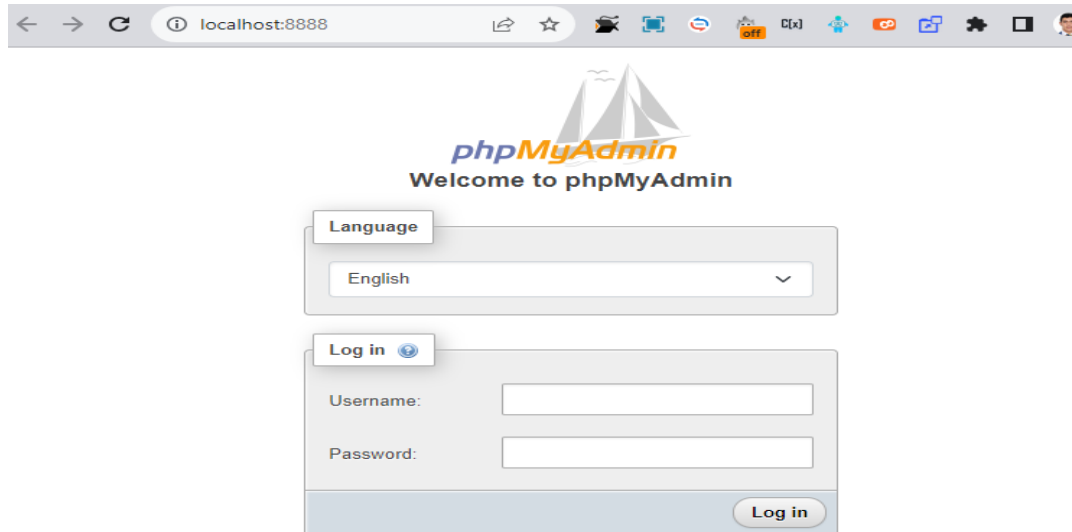 localhost:8888
off
C[x]
phpMyAdmin
Welcome to phpMyAdmin
Language
English
Log in
Username:
Password:
Log in